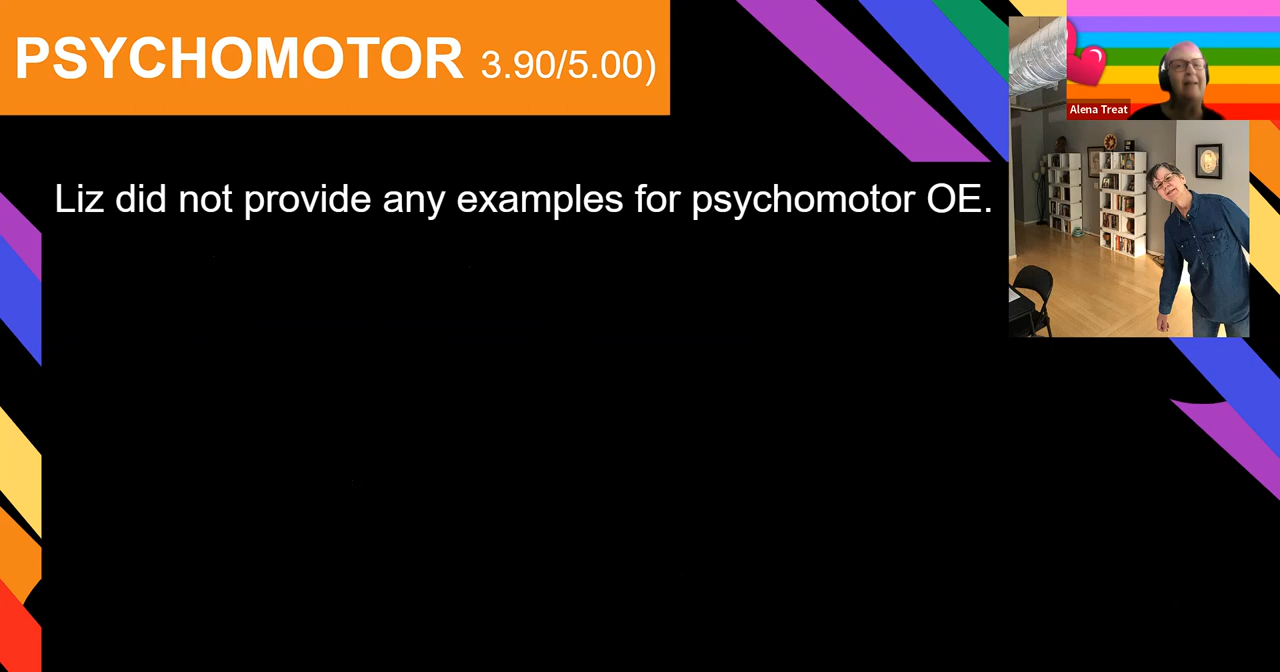 PSYCHOMOTOR 3.90/5.00)
Alena Treat
Liz did not provide any examples for psychomotor OE.